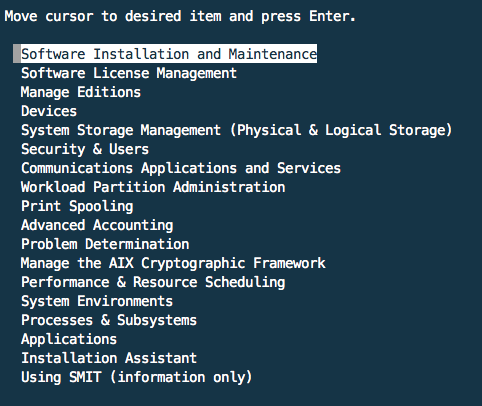 Move cursor to desired item and press Enter.
Software Installation and Maintenance
Software License Management
Manage Editions
Devices
System Storage Management (Physical & Logical Storage)
Security & Users
Communications Applications and Services
Workload Partition Administration
Print Spooling
Advanced Accounting
Problem Determination
Manage the AIX Cryptographic Framework
Performance & Resource Scheduling
System Environments
Processes & Subsystems
Applications
Installation Assistant
Using SMIT (information only)